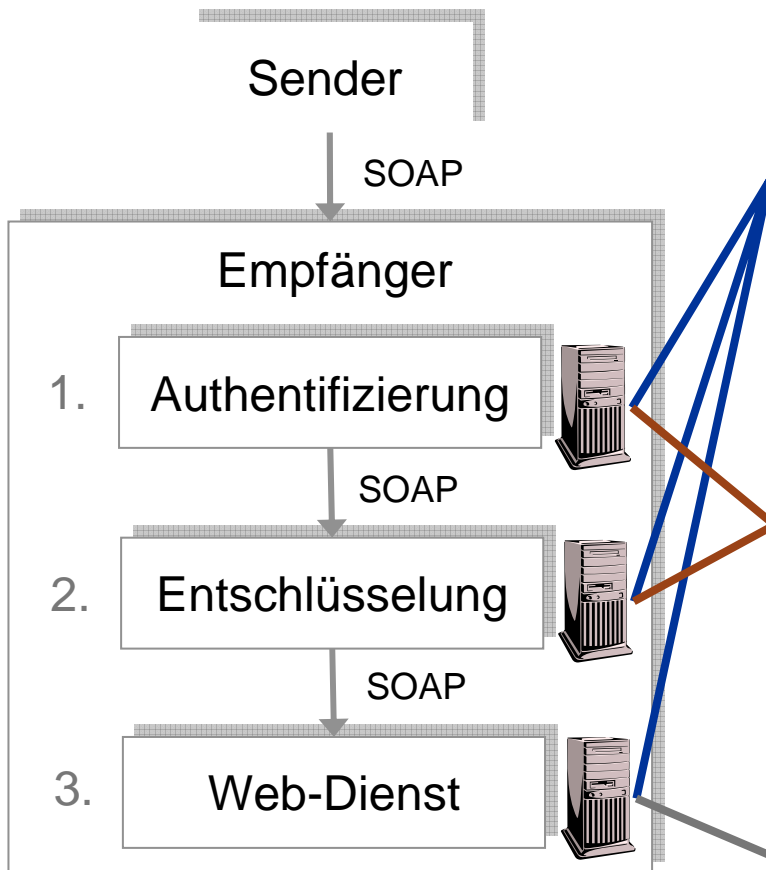 Sender
SOAP
Empfänger
1. Authentifizierung
SOAP
2. Entschlüsselung
SOAP
3. Web-Dienst